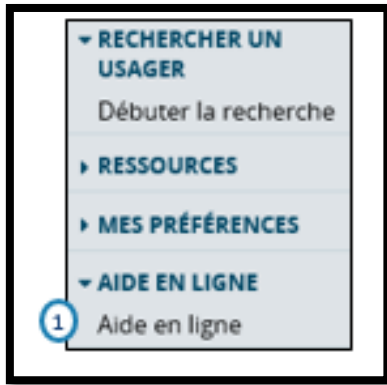 RECHERCHER UN
USAGER
Débuter la recherche
RESSOURCES
MES PRÉFÉRENCES
AIDE EN LIGNE
1 Aide en ligne